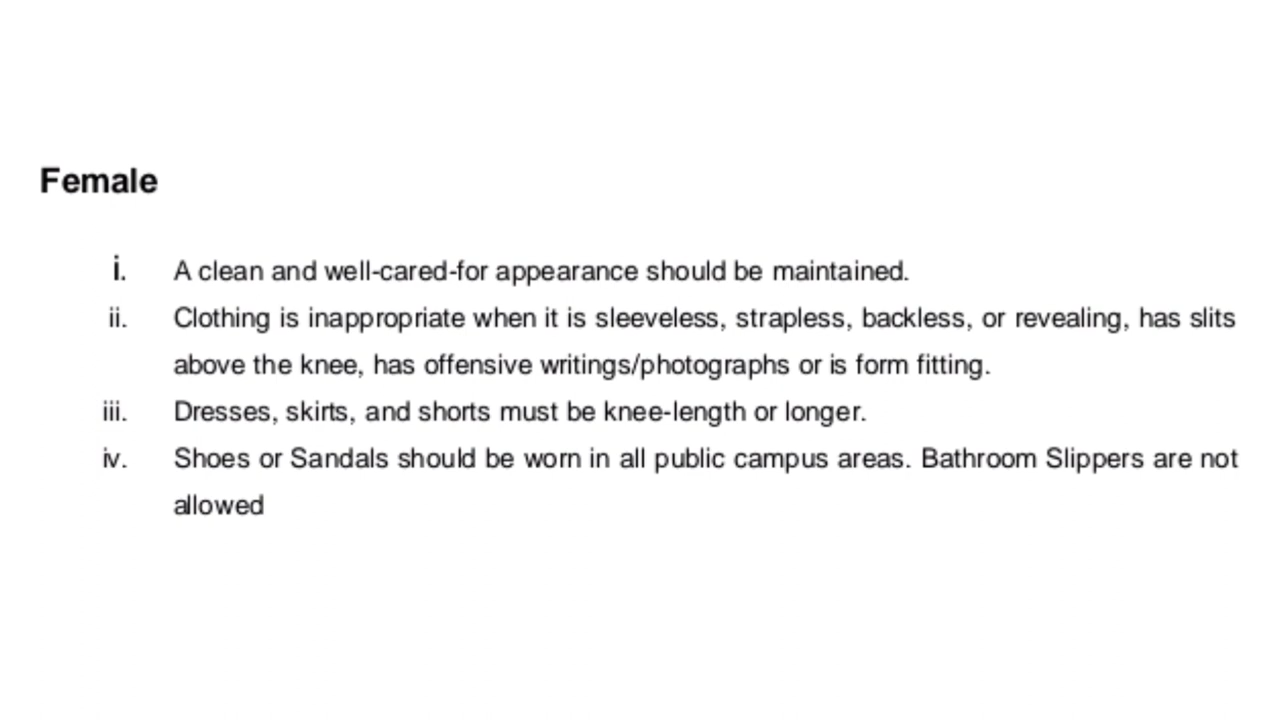 Female
i. A clean and well-cared-for appearance should be maintained.
ii. Clothing is inappropriate when it is sleeveless, strapless, backless, or revealing, has slits
above the knee, has offensive writings/photographs or is form fitting.
iii. Dresses, skirts, and shorts must be knee-length or longer.
iv. Shoes or Sandals should be worn in all public campus areas. Bathroom Slippers are not
allowed